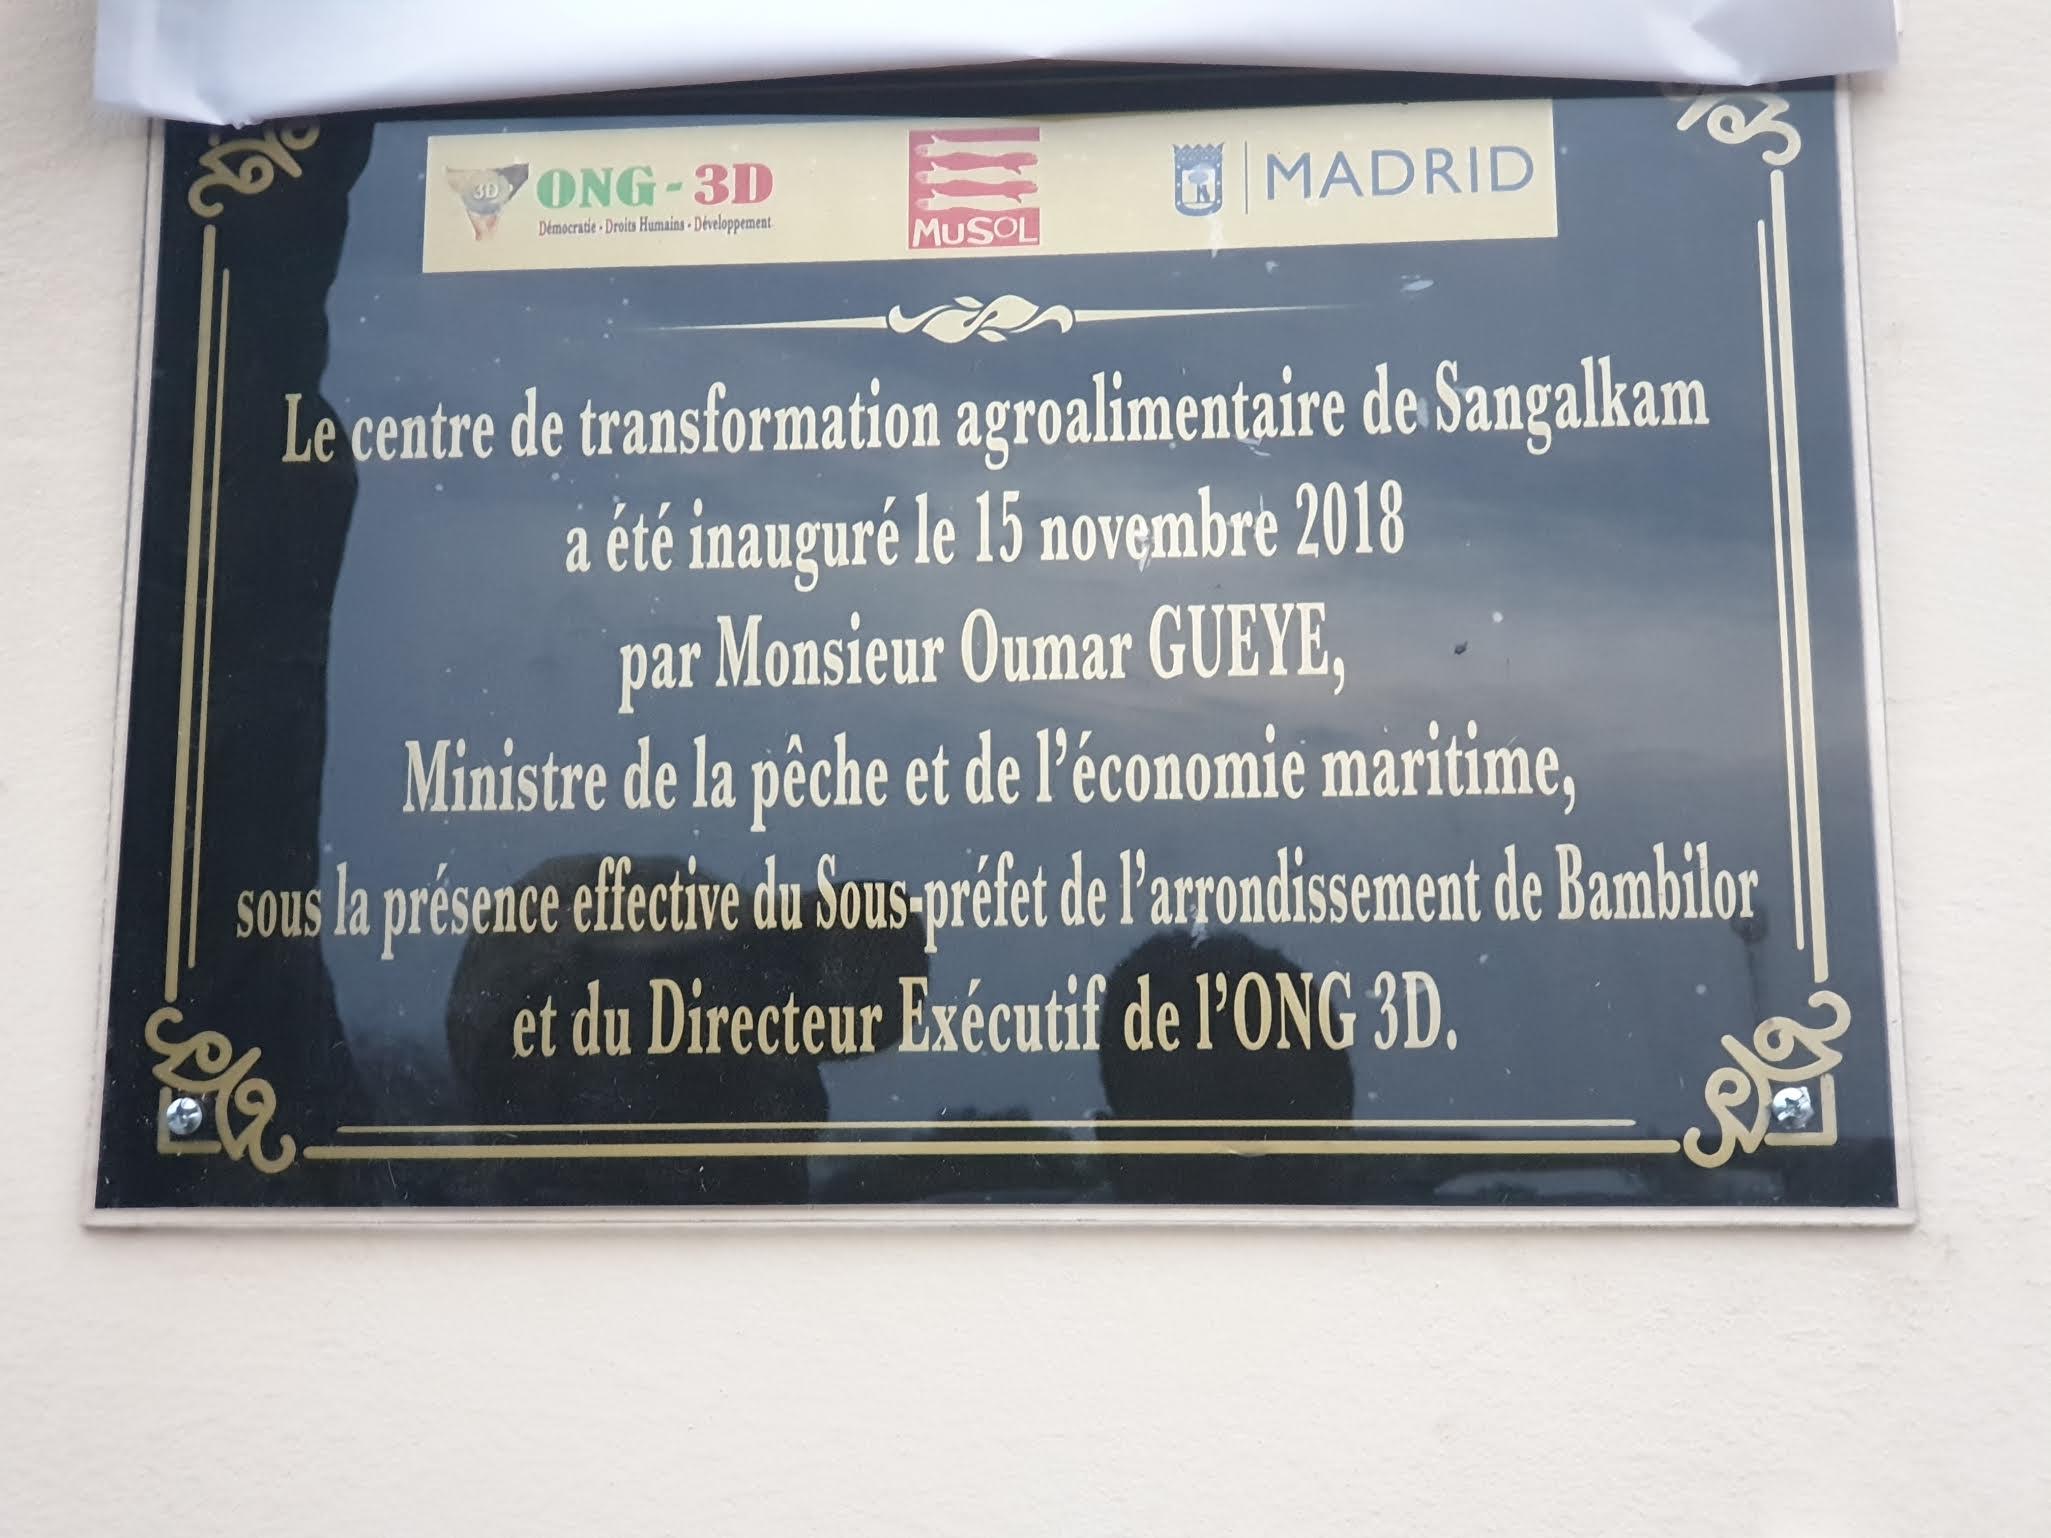 3D ONG - 3D
Démocratie - Droits Humains - Développement
MUSOL
MADRID
Le centre de transformation agroalimentaire de Sangalkam
a été inauguré le 15 novembre 2018
par Monsieur Oumar GUEYE,
Ministre de la pêche et de l'économie maritime,
sous la présence effective du Sous-préfet de l'arrondissement de Bambilor
et du Directeur Exécutif de l'ONG 3D.